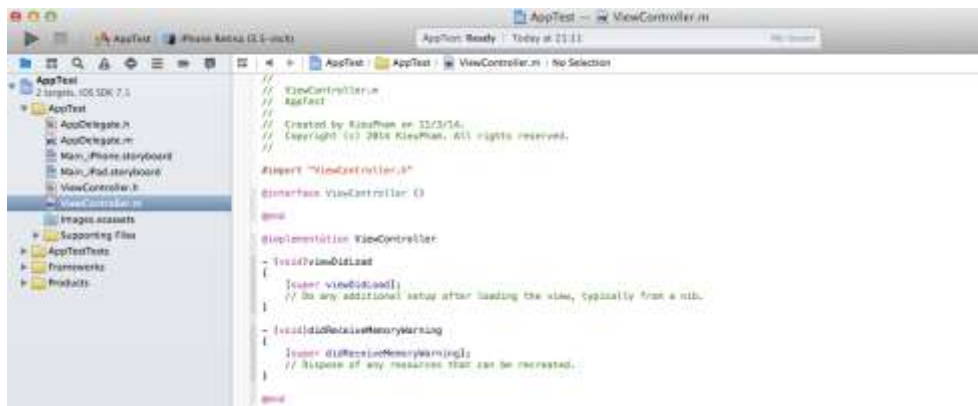 AppTest — ViewController.m
AppTest iPhone Retina (3.5-inch)
AppTest: Ready | Today at 21:11
No Issues
AppTest AppTest ViewController.m No Selection
AppTest
2 targets, iOS SDK 7.1
AppTest
AppDelegate.h
AppDelegate.m
Main_iPhone.storyboard
Main_iPad.storyboard
ViewController.h
ViewController.m
Images.xcassets
Supporting Files
AppTestTests
Frameworks
Products
//
// ViewController.m
// AppTest
//
// Created by KieuPham on 11/3/14.
// Copyright (c) 2014 KieuPham. All rights reserved.
//
#import "ViewController.h"
@interface ViewController ()
@end
@implementation ViewController
- (void)viewDidLoad
{
[super viewDidLoad];
// Do any additional setup after loading the view, typically from a nib.
}
- (void)didReceiveMemoryWarning
{
[super didReceiveMemoryWarning];
// Dispose of any resources that can be recreated.
}
@end